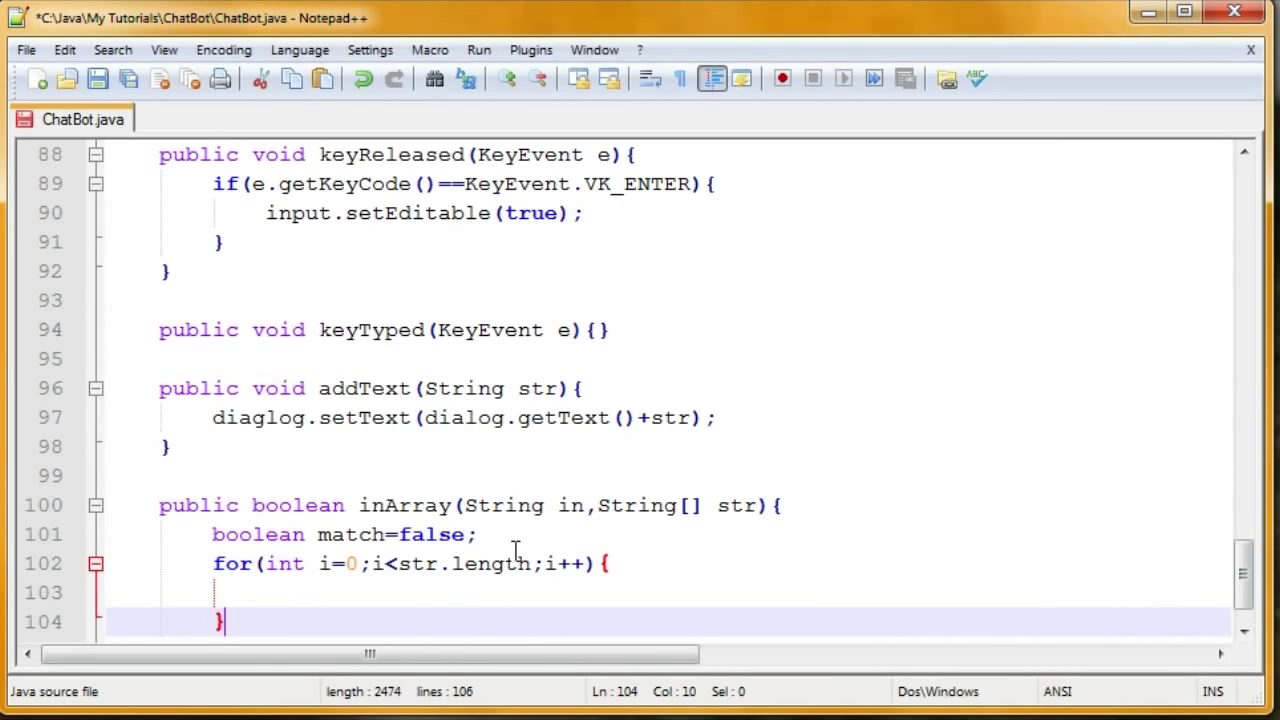 *C:\Java\My Tutorials\ChatBot\ChatBot.java - Notepad++
File Edit Search View Encoding Language Settings Macro Run Plugins Window ? X
ABC
ChatBot.java
88 public void keyReleased(KeyEvent e){
89 if(e.getKeyCode()==KeyEvent.VK_ENTER){
90 input.setEditable(true);
91 }
92 }
93
94 public void keyTyped(KeyEvent e){}
95
96 public void addText(String str){
97 diaglog.setText(dialog.getText()+str);
98 }
99
100 public boolean inArray(String in,String[] str){
101 boolean match=false;
102 for(int i=0;i<str.length;i++){
103
104 }
Java source file length : 2474 lines : 106 Ln : 104 Col : 10 Sel : 0 Dos\Windows ANSI INS